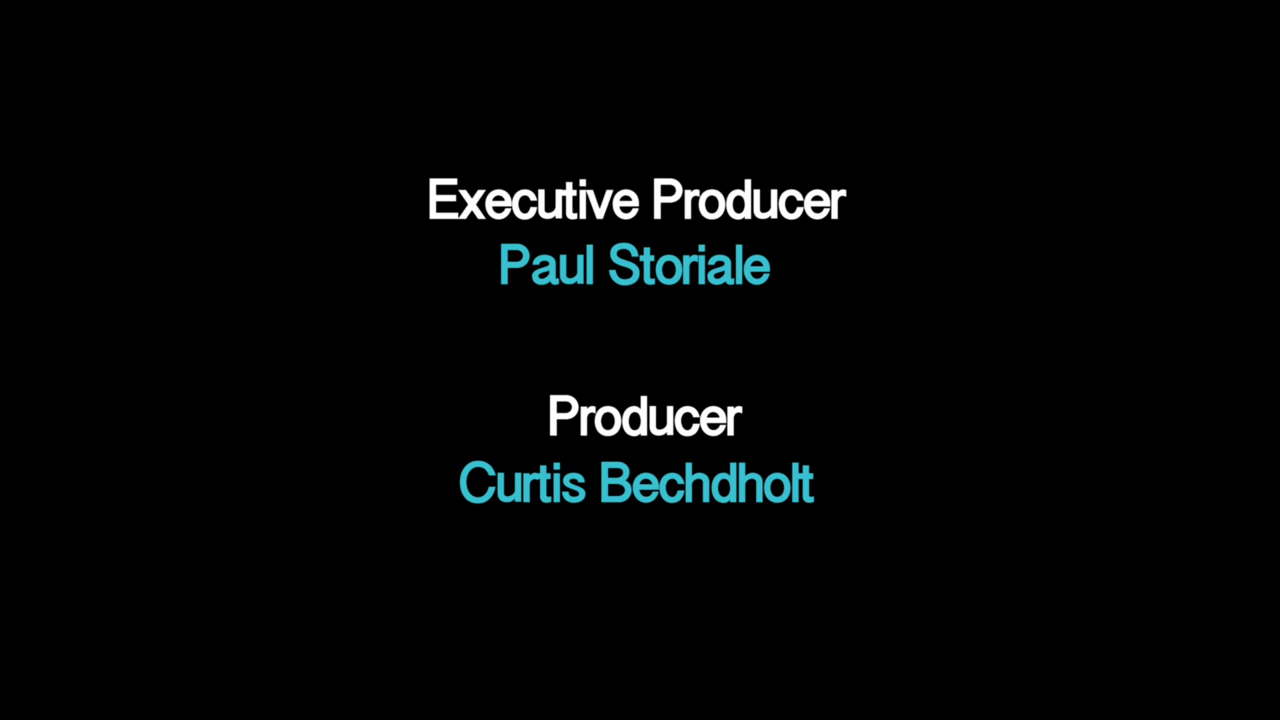 Executive Producer
Paul Storiale
Producer
Curtis Bechdholt